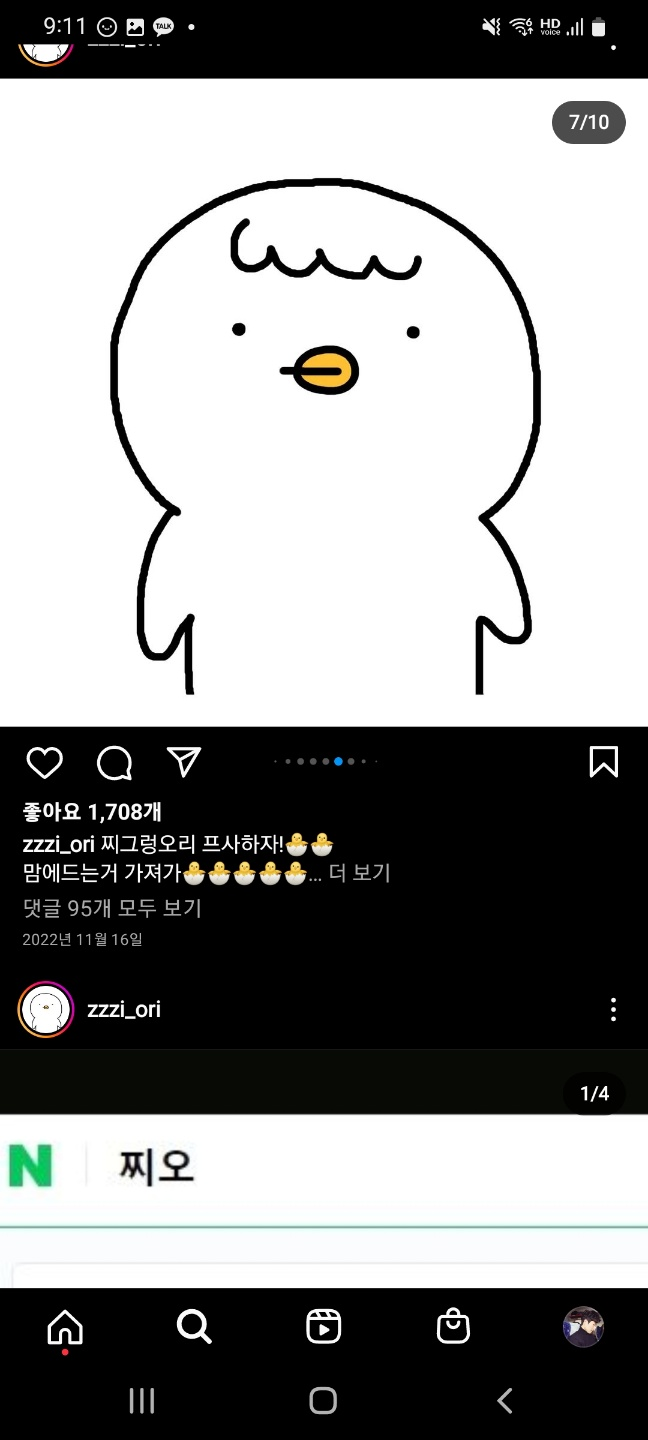 9:11 TALK HD voice
7/10
좋아요 1,708개
zzzi_ori 찌그렁오리 프사하자!🐣🐣
맘에드는거 가져가🐣🐣🐣🐣🐣... 더 보기
댓글 95개 모두 보기
2022년 11월 16일
zzzi_ori
1/4
N 찌오